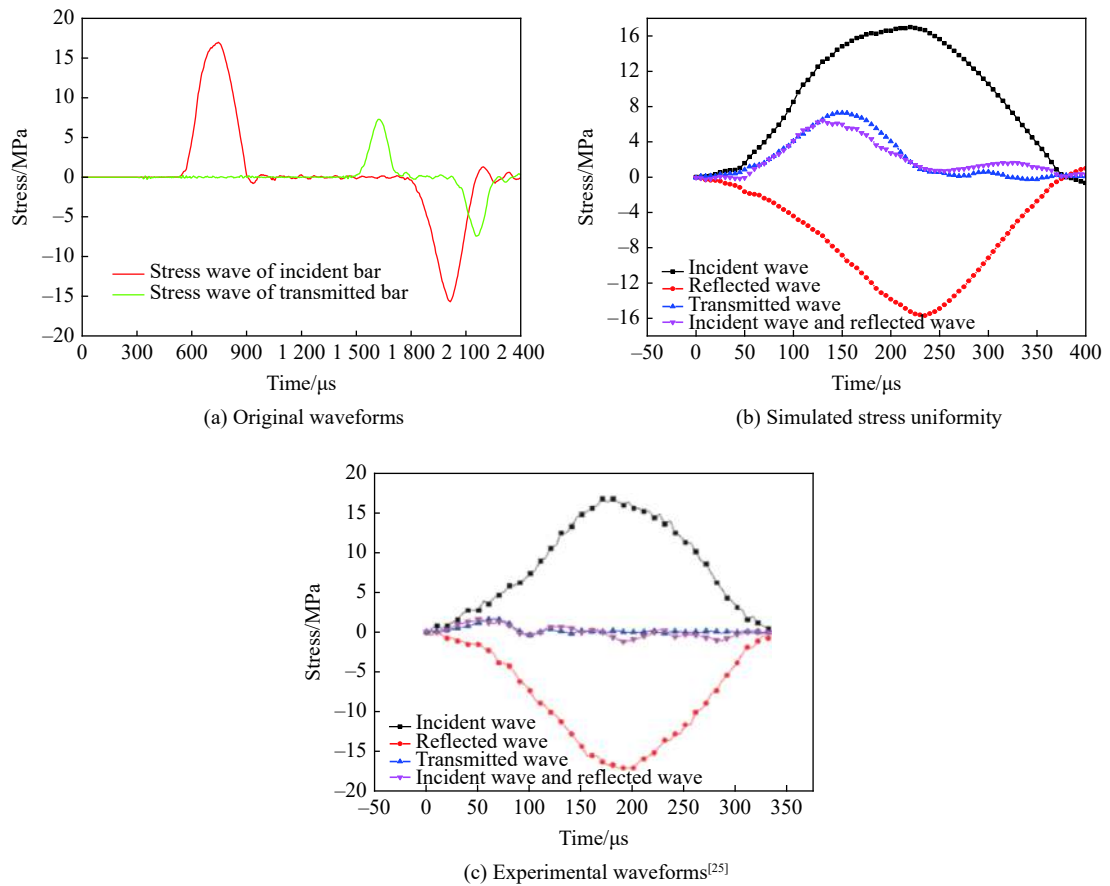 20
15
10
5
0
–5
–10
–15
–20
Stress/MPa
Stress wave of incident bar
Stress wave of transmitted bar
0 300 600 900 1 200 1 500 1 800 2 100 2 400
Time/μs
(a) Original waveforms
16
12
8
4
0
–4
–8
–12
–16
Stress/MPa
Incident wave
Reflected wave
Transmitted wave
Incident wave and reflected wave
–50 0 50 100 150 200 250 300 350 400
Time/μs
(b) Simulated stress uniformity
20
15
10
5
0
–5
–10
–15
–20
Stress/MPa
Incident wave
Reflected wave
Transmitted wave
Incident wave and reflected wave
–50 0 50 100 150 200 250 300 350
Time/μs
(c) Experimental waveforms[25]